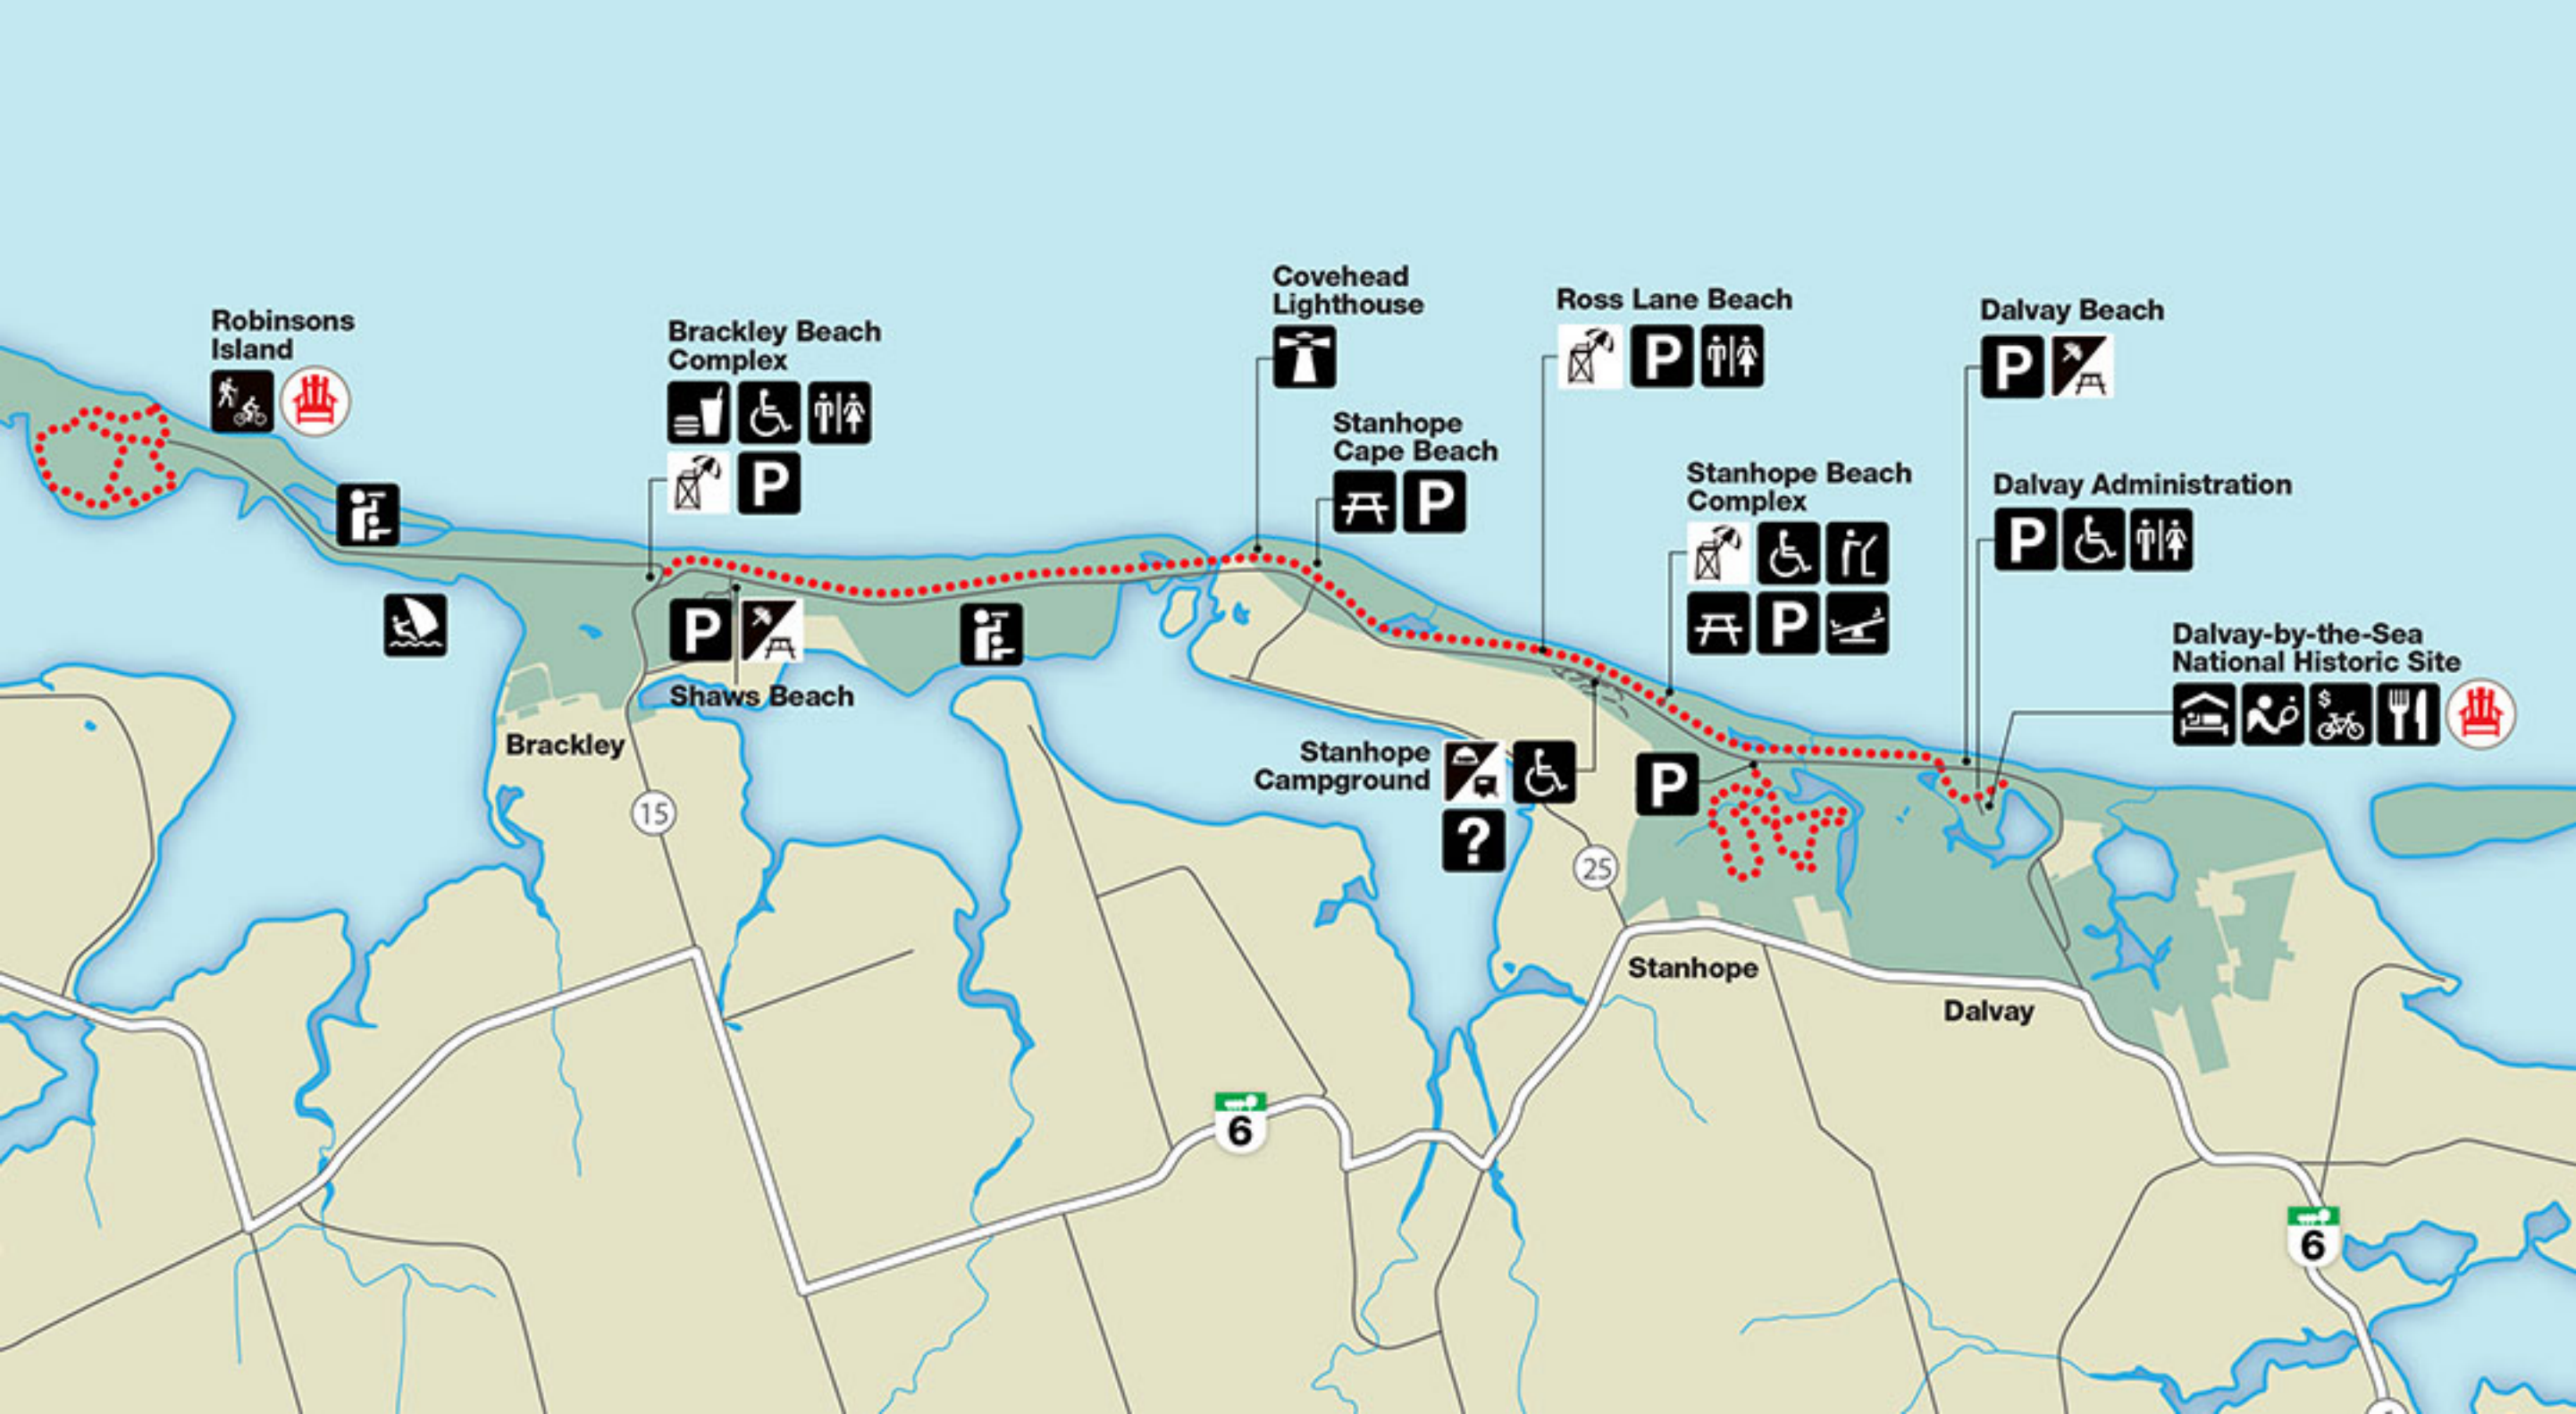 Robinsons
Island
Brackley Beach
Complex
P
Covehead
Lighthouse
Stanhope
Cape Beach
P
Ross Lane Beach
P
Stanhope Beach
Complex
P
Dalvay Beach
P
Dalvay Administration
P
Dalvay-by-the-Sea
National Historic Site
$
P
Shaws Beach
Brackley
15
Stanhope
Campground
?
P
25
Stanhope
Dalvay
6
6